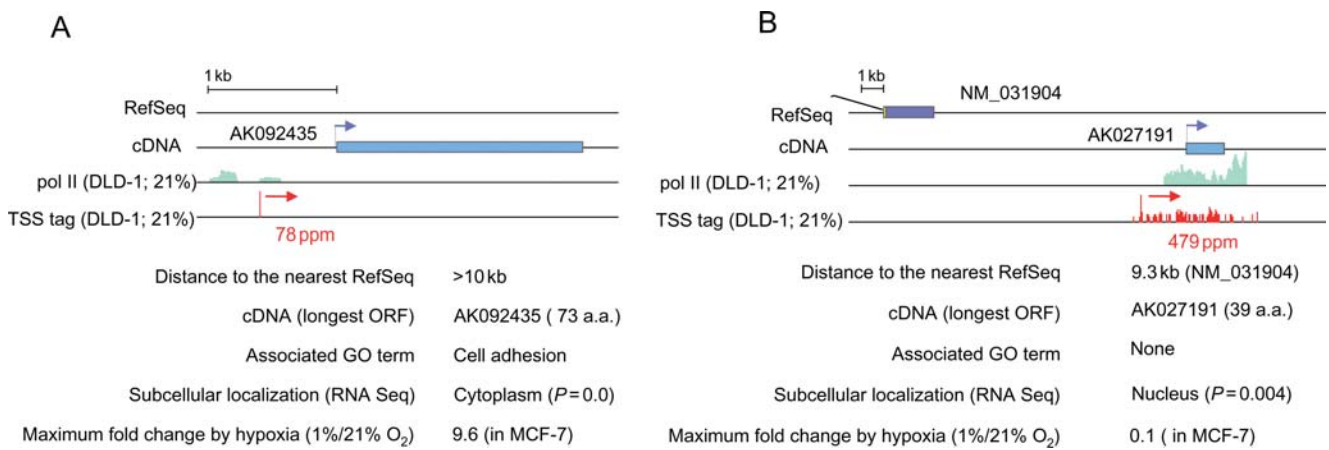 A
1 kb
RefSeq
AK092435
cDNA
pol II (DLD-1; 21%)
TSS tag (DLD-1; 21%)
78 ppm
Distance to the nearest RefSeq >10 kb
cDNA (longest ORF) AK092435 ( 73 a.a.)
Associated GO term Cell adhesion
Subcellular localization (RNA Seq) Cytoplasm (P=0.0)
Maximum fold change by hypoxia (1%/21% O₂) 9.6 (in MCF-7)
B
1 kb
NM_031904
RefSeq
AK027191
cDNA
pol II (DLD-1; 21%)
TSS tag (DLD-1; 21%)
479 ppm
Distance to the nearest RefSeq 9.3 kb (NM_031904)
cDNA (longest ORF) AK027191 (39 a.a.)
Associated GO term None
Subcellular localization (RNA Seq) Nucleus (P=0.004)
Maximum fold change by hypoxia (1%/21% O₂) 0.1 ( in MCF-7)